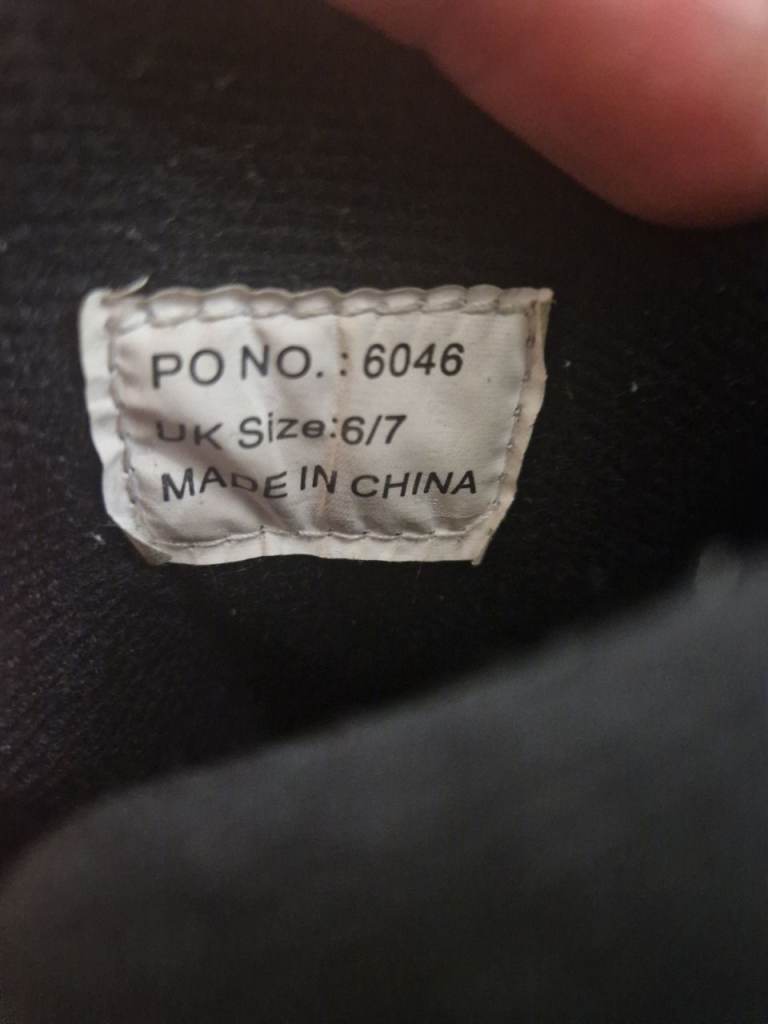 PO NO. : 6046
UK Size:6/7
MADE IN CHINA